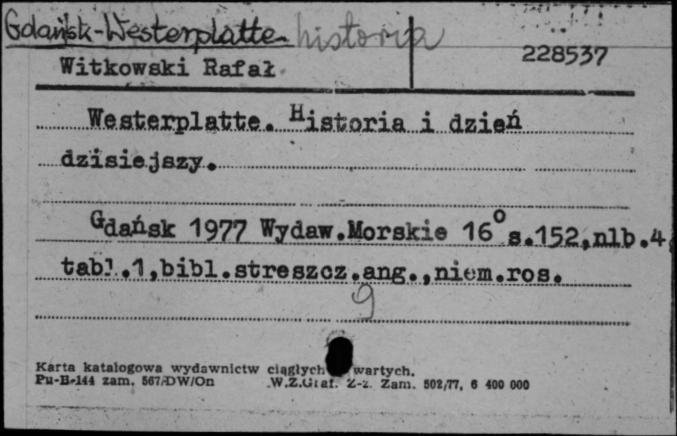 Gdańsk-Westerplatte historia
228537
Witkowski Rafał
Westerplatte. Historia i dzień
dzisiejszy.
Gdańsk 1977 Wydaw.Morskie 16° s.152,nlb.4
tabl.1,bibl.streszcz.ang.,niem.ros.
9
Karta katalogowa wydawnictw ciągłych wartych.
Pu-B-144 zam. 567/DW/On W.Z.Graf. Z-z. Zam. 502/77, 6 400 000